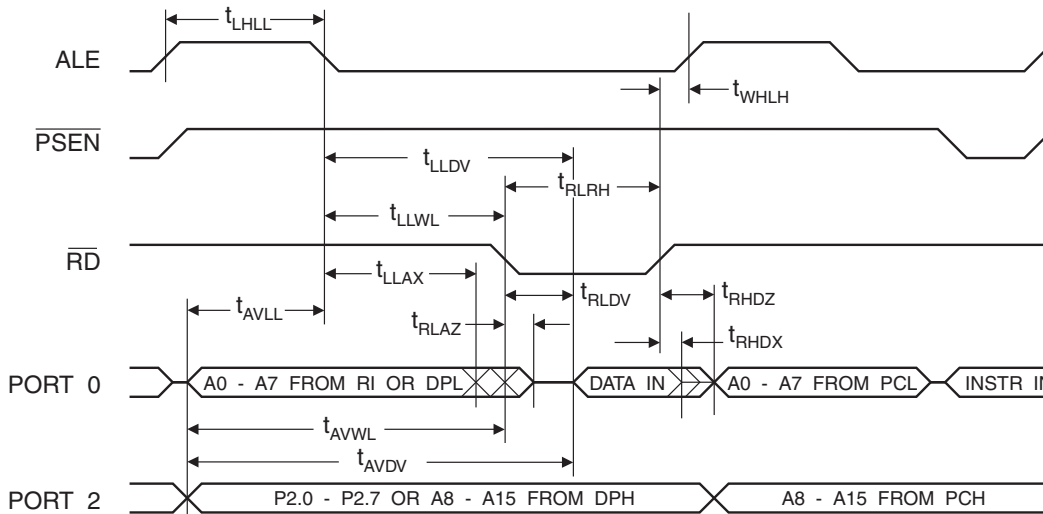 tLHLL
ALE
tWHLH
PSEN
tLLDV
tRLRH
tLLWL
RD
tLLAX
tRLDV
tRHDZ
tAVLL
tRLAZ
tRHDX
PORT 0
A0 - A7 FROM RI OR DPL
DATA IN
A0 - A7 FROM PCL
INSTR IN
tAVWL
tAVDV
PORT 2
P2.0 - P2.7 OR A8 - A15 FROM DPH
A8 - A15 FROM PCH